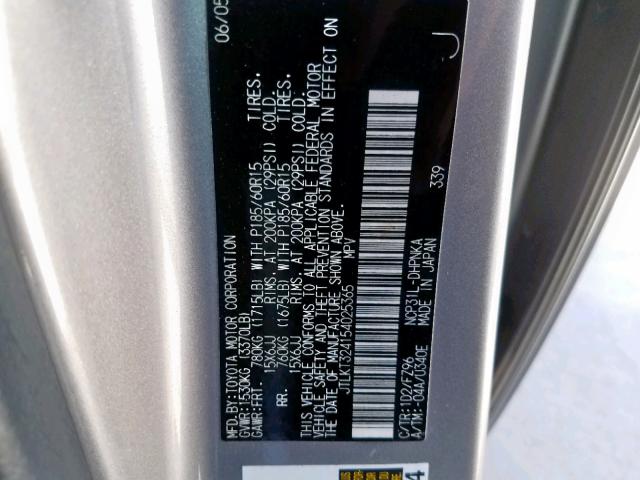 MFD.BY:TOYOTA MOTOR CORPORATION 06/05
GVWR:1530KG (3370LB)
GAWR:FRT. 780KG (1715LB) WITH P185/60R15 TIRES.
15X6JJ RIMS. AT 200KPA (29PSI) COLD.
RR. 760KG (1675LB) WITH P185/60R15 TIRES.
15X6JJ RIMS. AT 200KPA (29PSI) COLD.
THIS VEHICLE CONFORMS TO ALL APPLICABLE FEDERAL MOTOR
VEHICLE SAFETY AND THEFT PREVENTION STANDARDS IN EFFECT ON
THE DATE OF MANUFACTURE SHOWN ABOVE.
JTLKT324154025365 MPV
339
J
C/TR:1D2/FZ96 NCP31L-DHPNKA
A/TM:-04A/U340E MADE IN JAPAN
4